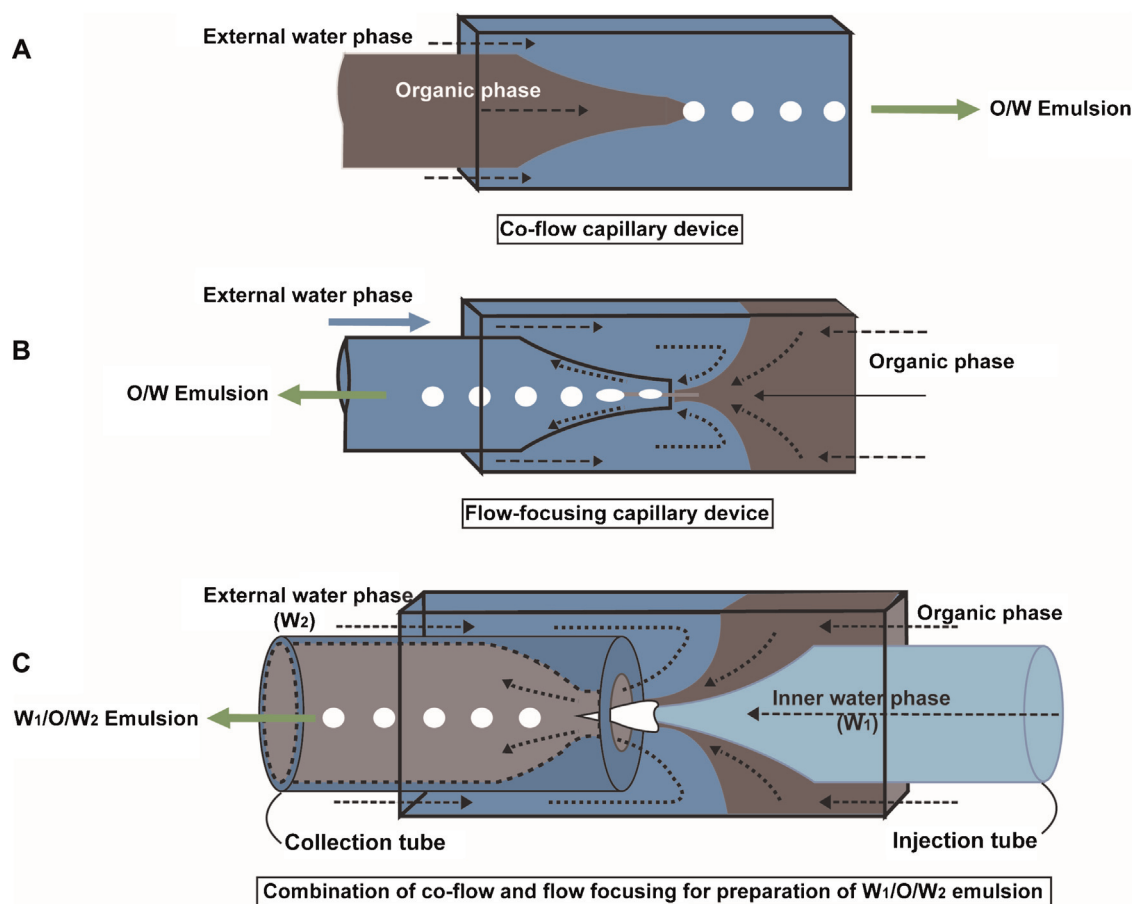 A
External water phase
Organic phase
O/W Emulsion
Co-flow capillary device
B
External water phase
O/W Emulsion
Organic phase
Flow-focusing capillary device
C
External water phase
(W₂)
Organic phase
W₁/O/W₂ Emulsion
Inner water phase
(W₁)
Collection tube
Injection tube
Combination of co-flow and flow focusing for preparation of W₁/O/W₂ emulsion